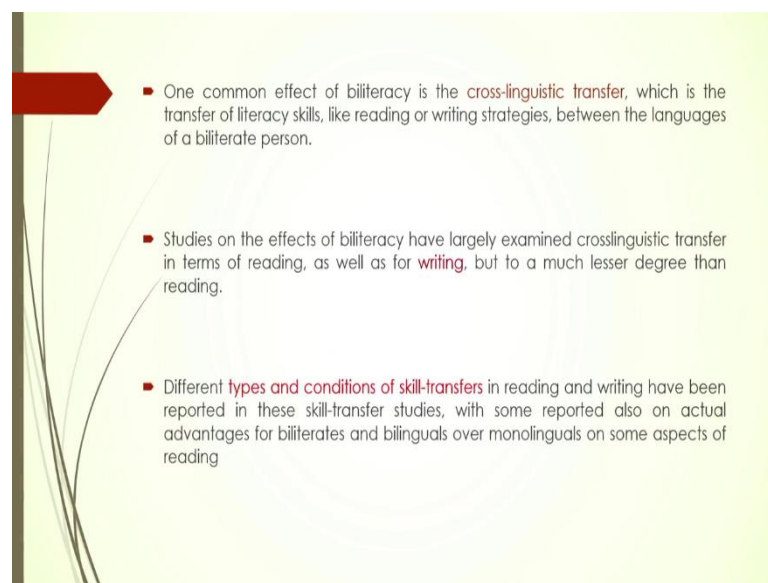 One common effect of biliteracy is the cross-linguistic transfer, which is the
transfer of literacy skills, like reading or writing strategies, between the languages
of a biliterate person.
Studies on the effects of biliteracy have largely examined crosslinguistic transfer
in terms of reading, as well as for writing, but to a much lesser degree than
reading.
Different types and conditions of skill-transfers in reading and writing have been
reported in these skill-transfer studies, with some reported also on actual
advantages for biliterates and bilinguals over monolinguals on some aspects of
reading